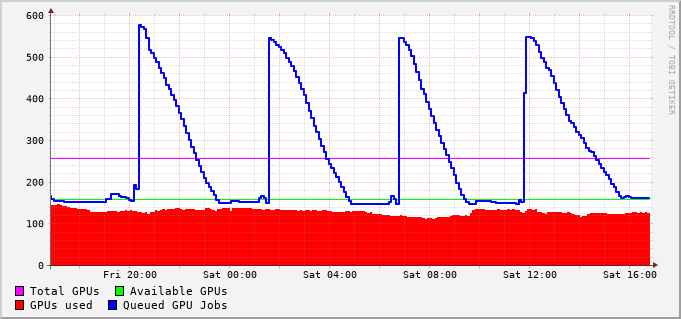 600
500
400
300
200
100
0
Fri 20:00 Sat 00:00 Sat 04:00 Sat 08:00 Sat 12:00 Sat 16:00
Total GPUs Available GPUs
GPUs used Queued GPU Jobs
RRDTOOL / TOBI OETIKER